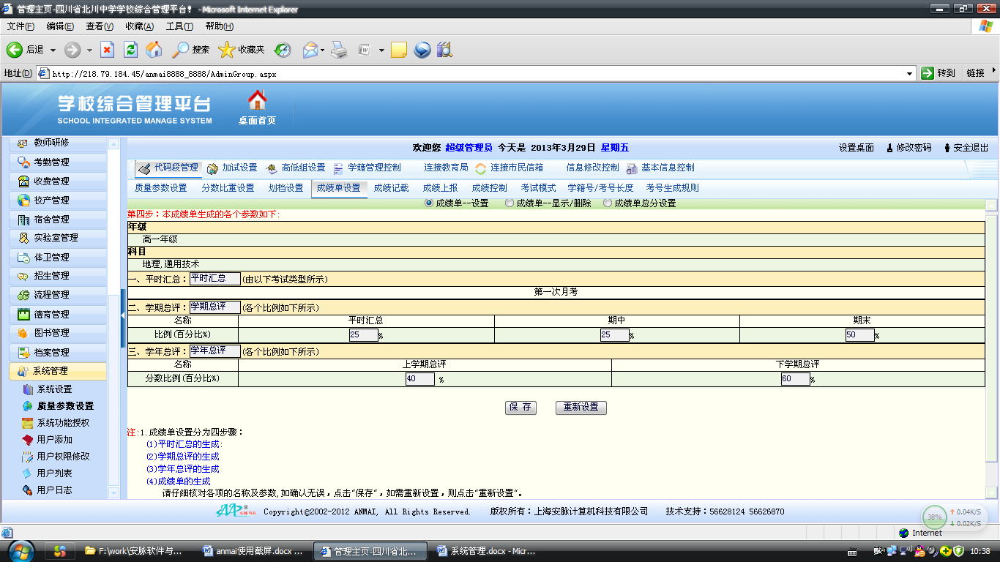 管理主页-四川省北川中学学校综合管理平台! - Microsoft Internet Explorer
文件(F) 编辑(E) 查看(V) 收藏(A) 工具(T) 帮助(H)
后退 搜索 收藏夹
地址(D) http://218.79.184.45/anmai8888_8888/AdminGroup.aspx 转到 链接
学校综合管理平台
SCHOOL INTEGRATED MANAGE SYSTEM
桌面首页
欢迎您 超级管理员 今天是 2013年3月29日 星期五 设置桌面 修改密码 安全退出
代码段管理 加试设置 高低组设置 学籍管理控制 连接教育局 连接市民信箱 信息修改控制 基本信息控制
质量参数设置 分数比重设置 划档设置 成绩单设置 成绩记载 成绩上报 成绩控制 考试模式 学籍号/考号长度 考号生成规则
成绩单--设置 成绩单--显示/删除 成绩单总分设置
教师研修
考勤管理
收费管理
校产管理
宿舍管理
实验室管理
体卫管理
招生管理
流程管理
德育管理
图书管理
档案管理
系统管理
系统设置
质量参数设置
系统功能授权
用户添加
用户权限修改
用户列表
用户日志
第四步：本成绩单生成的各个参数如下:
年级
高一年级
科目
地理,通用技术
一、平时汇总： 平时汇总 (由以下考试类型所示)
第一次月考
二、学期总评： 学期总评 (各个比例如下所示)
名称 平时汇总 期中 期末
比例(百分比%) 25 % 25 % 50 %
三、学年总评： 学年总评 (各个比例如下所示)
名称 上学期总评 下学期总评
分数比例(百分比%) 40 % 60 %
保 存 重新设置
注:1.成绩单设置分为四步骤：
(1)平时汇总的生成:
(2)学期总评的生成
(3)学年总评的生成
(4)成绩单的生成
请仔细核对各项的名称及参数,如确认无误，点击“保存”，如需重新设置，则点击“重新设置”。
Copyright©2002-2012 ANMAI, All Rights Reserved. 版权所有：上海安脉计算机科技有限公司 技术支持：56628124 56626870
38% 0.04K/S
0.02K/S
Internet
F:\work\安脉软件与... anmai使用截屏.docx ... 管理主页-四川省北... 系统管理.docx - Micr... 10:38